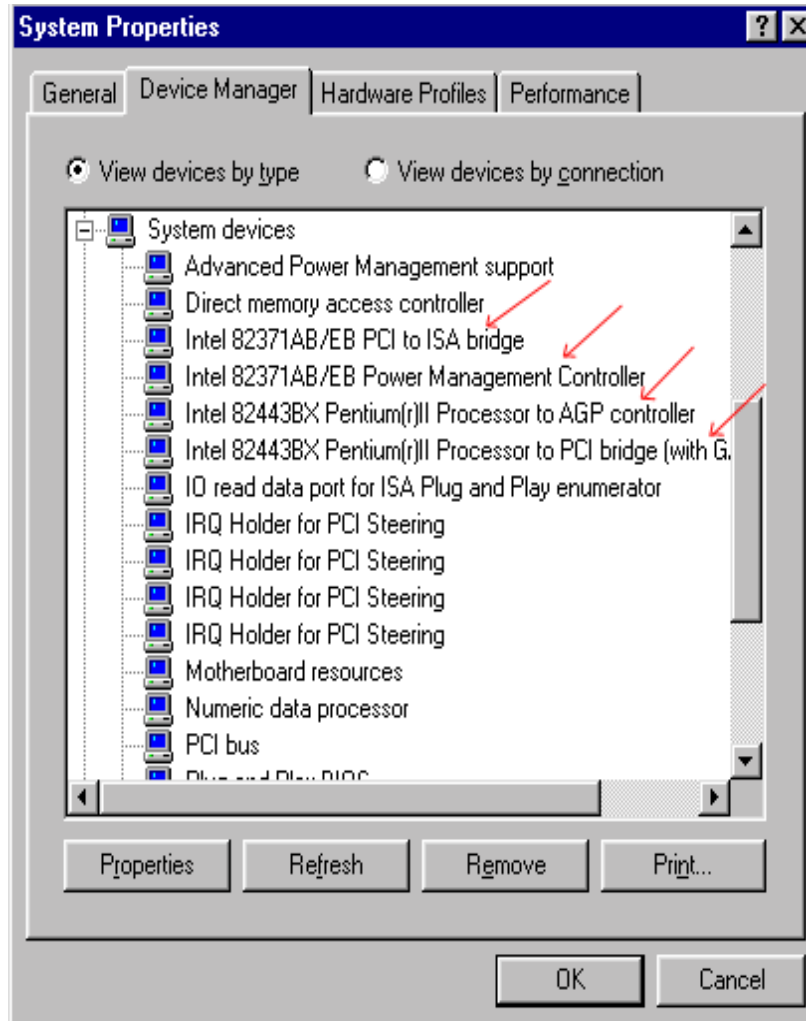 System Properties
General Device Manager Hardware Profiles Performance
View devices by type View devices by connection
System devices
Advanced Power Management support
Direct memory access controller
Intel 82371AB/EB PCI to ISA bridge
Intel 82371AB/EB Power Management Controller
Intel 82443BX Pentium(r)II Processor to AGP controller
Intel 82443BX Pentium(r)II Processor to PCI bridge (with GA
IO read data port for ISA Plug and Play enumerator
IRQ Holder for PCI Steering
IRQ Holder for PCI Steering
IRQ Holder for PCI Steering
IRQ Holder for PCI Steering
Motherboard resources
Numeric data processor
PCI bus
Plug and Play BIOS
Properties Refresh Remove Print...
OK Cancel